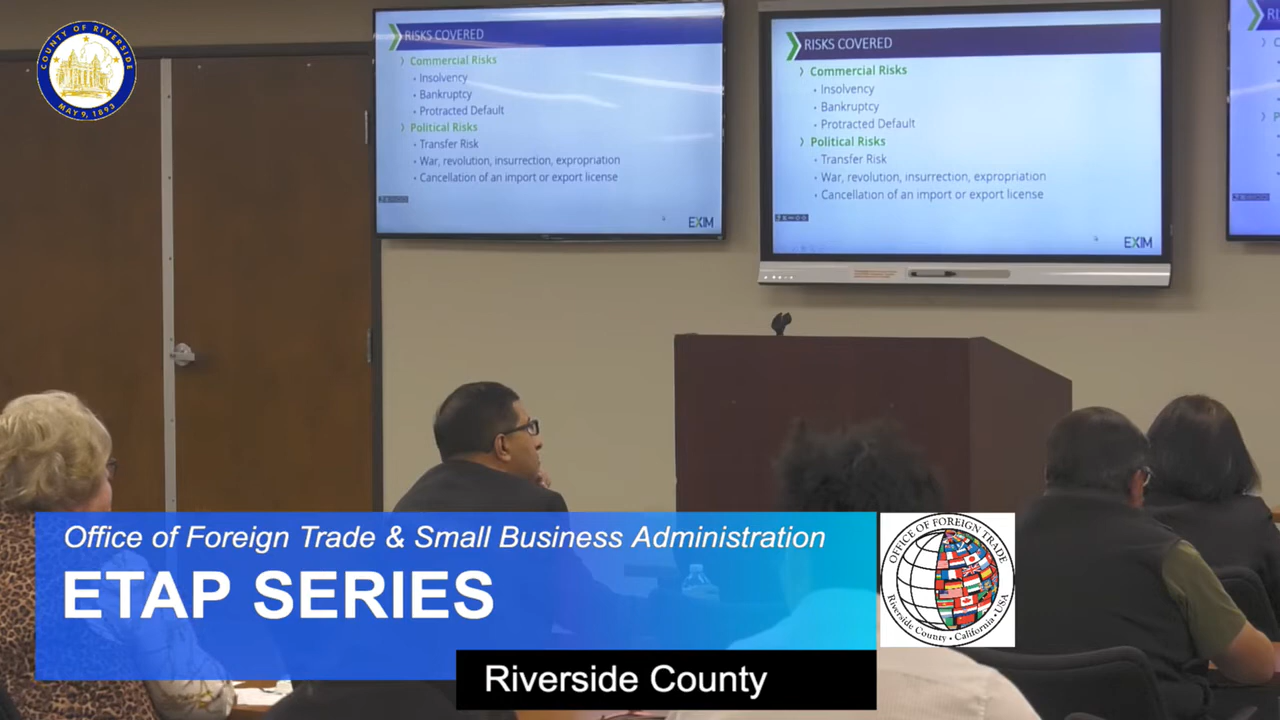 COUNTY OF RIVERSIDE
MAY 9, 1893
RISKS COVERED
Commercial Risks
Insolvency
Bankruptcy
Protracted Default
Political Risks
Transfer Risk
War, revolution, insurrection, expropriation
Cancellation of an import or export license
EXIM
RISKS COVERED
Commercial Risks
Insolvency
Bankruptcy
Protracted Default
Political Risks
Transfer Risk
War, revolution, insurrection, expropriation
Cancellation of an import or export license
EXIM
Office of Foreign Trade & Small Business Administration
ETAP SERIES
Riverside County
OFFICE OF FOREIGN TRADE
Riverside County · California · USA